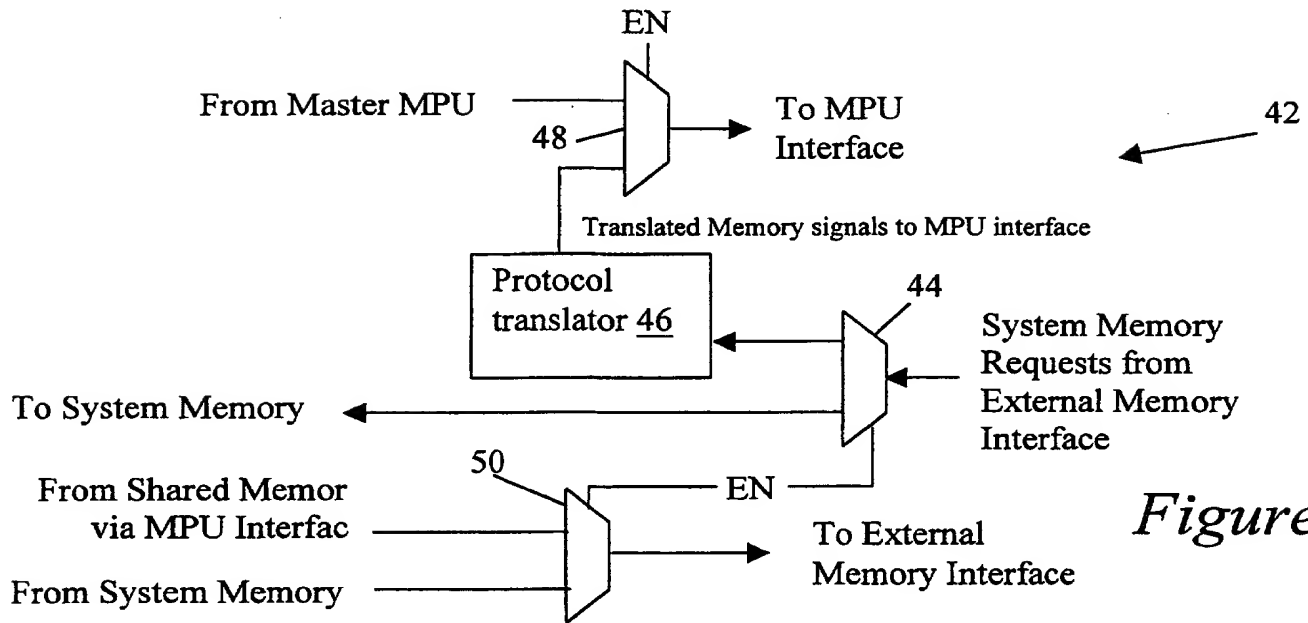 EN
From Master MPU
48
To MPU
Interface
42
Translated Memory signals to MPU interface
Protocol
translator 46
44
System Memory
Requests from
External Memory
Interface
To System Memory
50
From Shared Memor
via MPU Interfac
EN
Figure
To External
Memory Interface
From System Memory